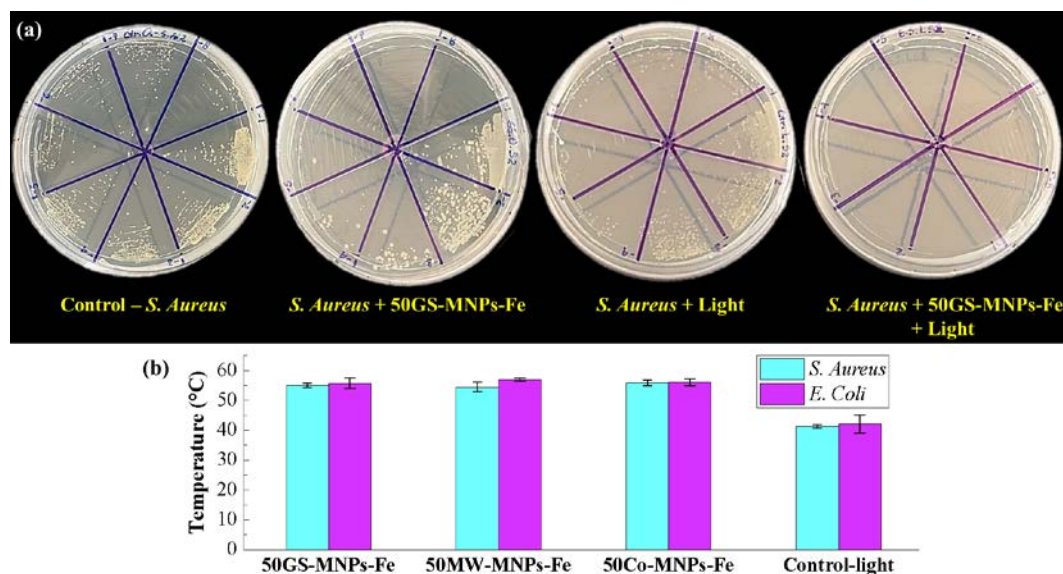 (a)
Control – S. Aureus
S. Aureus + 50GS-MNPs-Fe
S. Aureus + Light
S. Aureus + 50GS-MNPs-Fe
+ Light
(b)
Temperature (°C)
60
50
40
30
20
10
0
S. Aureus
E. Coli
50GS-MNPs-Fe
50MW-MNPs-Fe
50Co-MNPs-Fe
Control-light